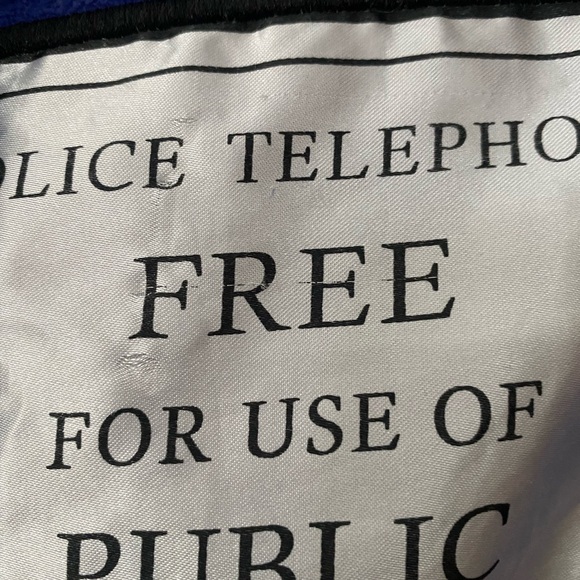 OLICE TELEPHO
FREE
FOR USE OF
PUBLIC